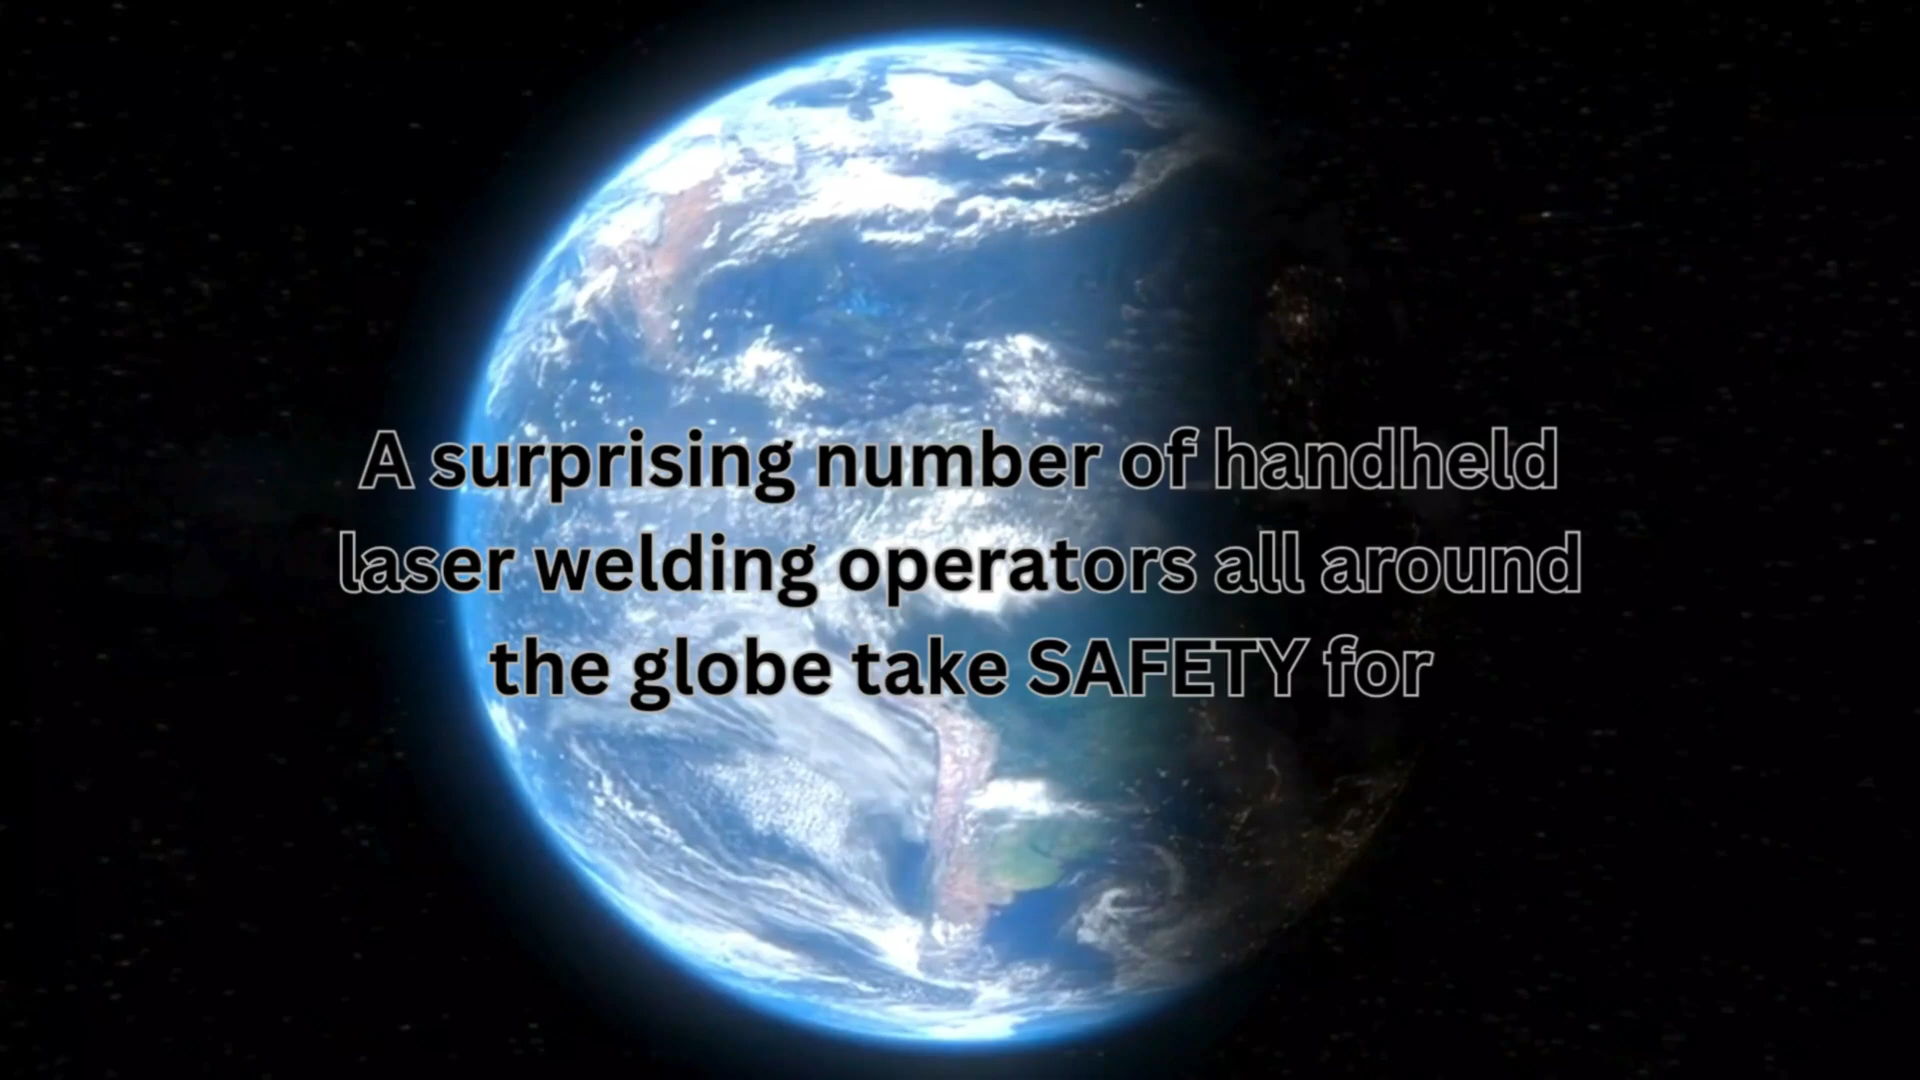 A surprising number of handheld
laser welding operators all around
the globe take SAFETY for